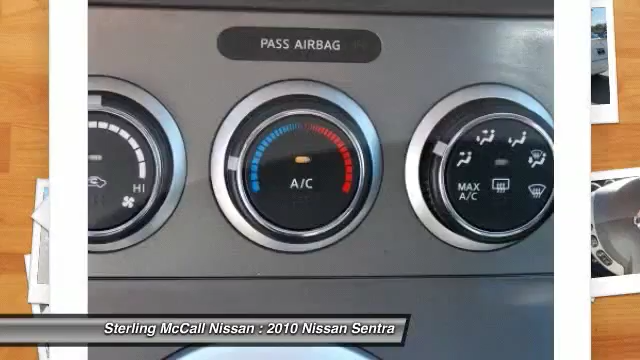 PASS AIRBAG
HI
A/C
MAX
A/C
Sterling McCall Nissan : 2010 Nissan Sentra